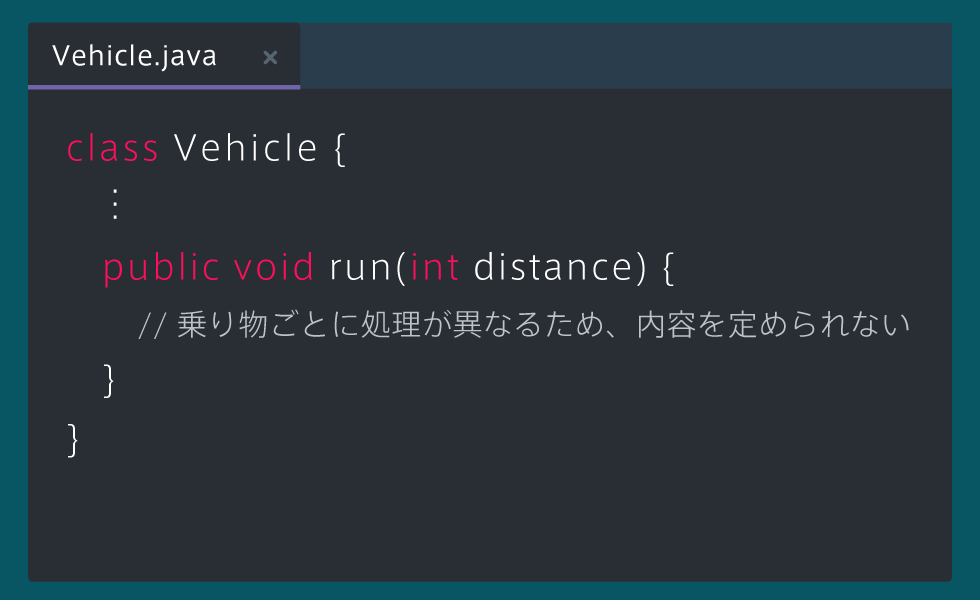 Vehicle.java ×
class Vehicle {
⋮
public void run(int distance) {
// 乗り物ごとに処理が異なるため、内容を定められない
}
}